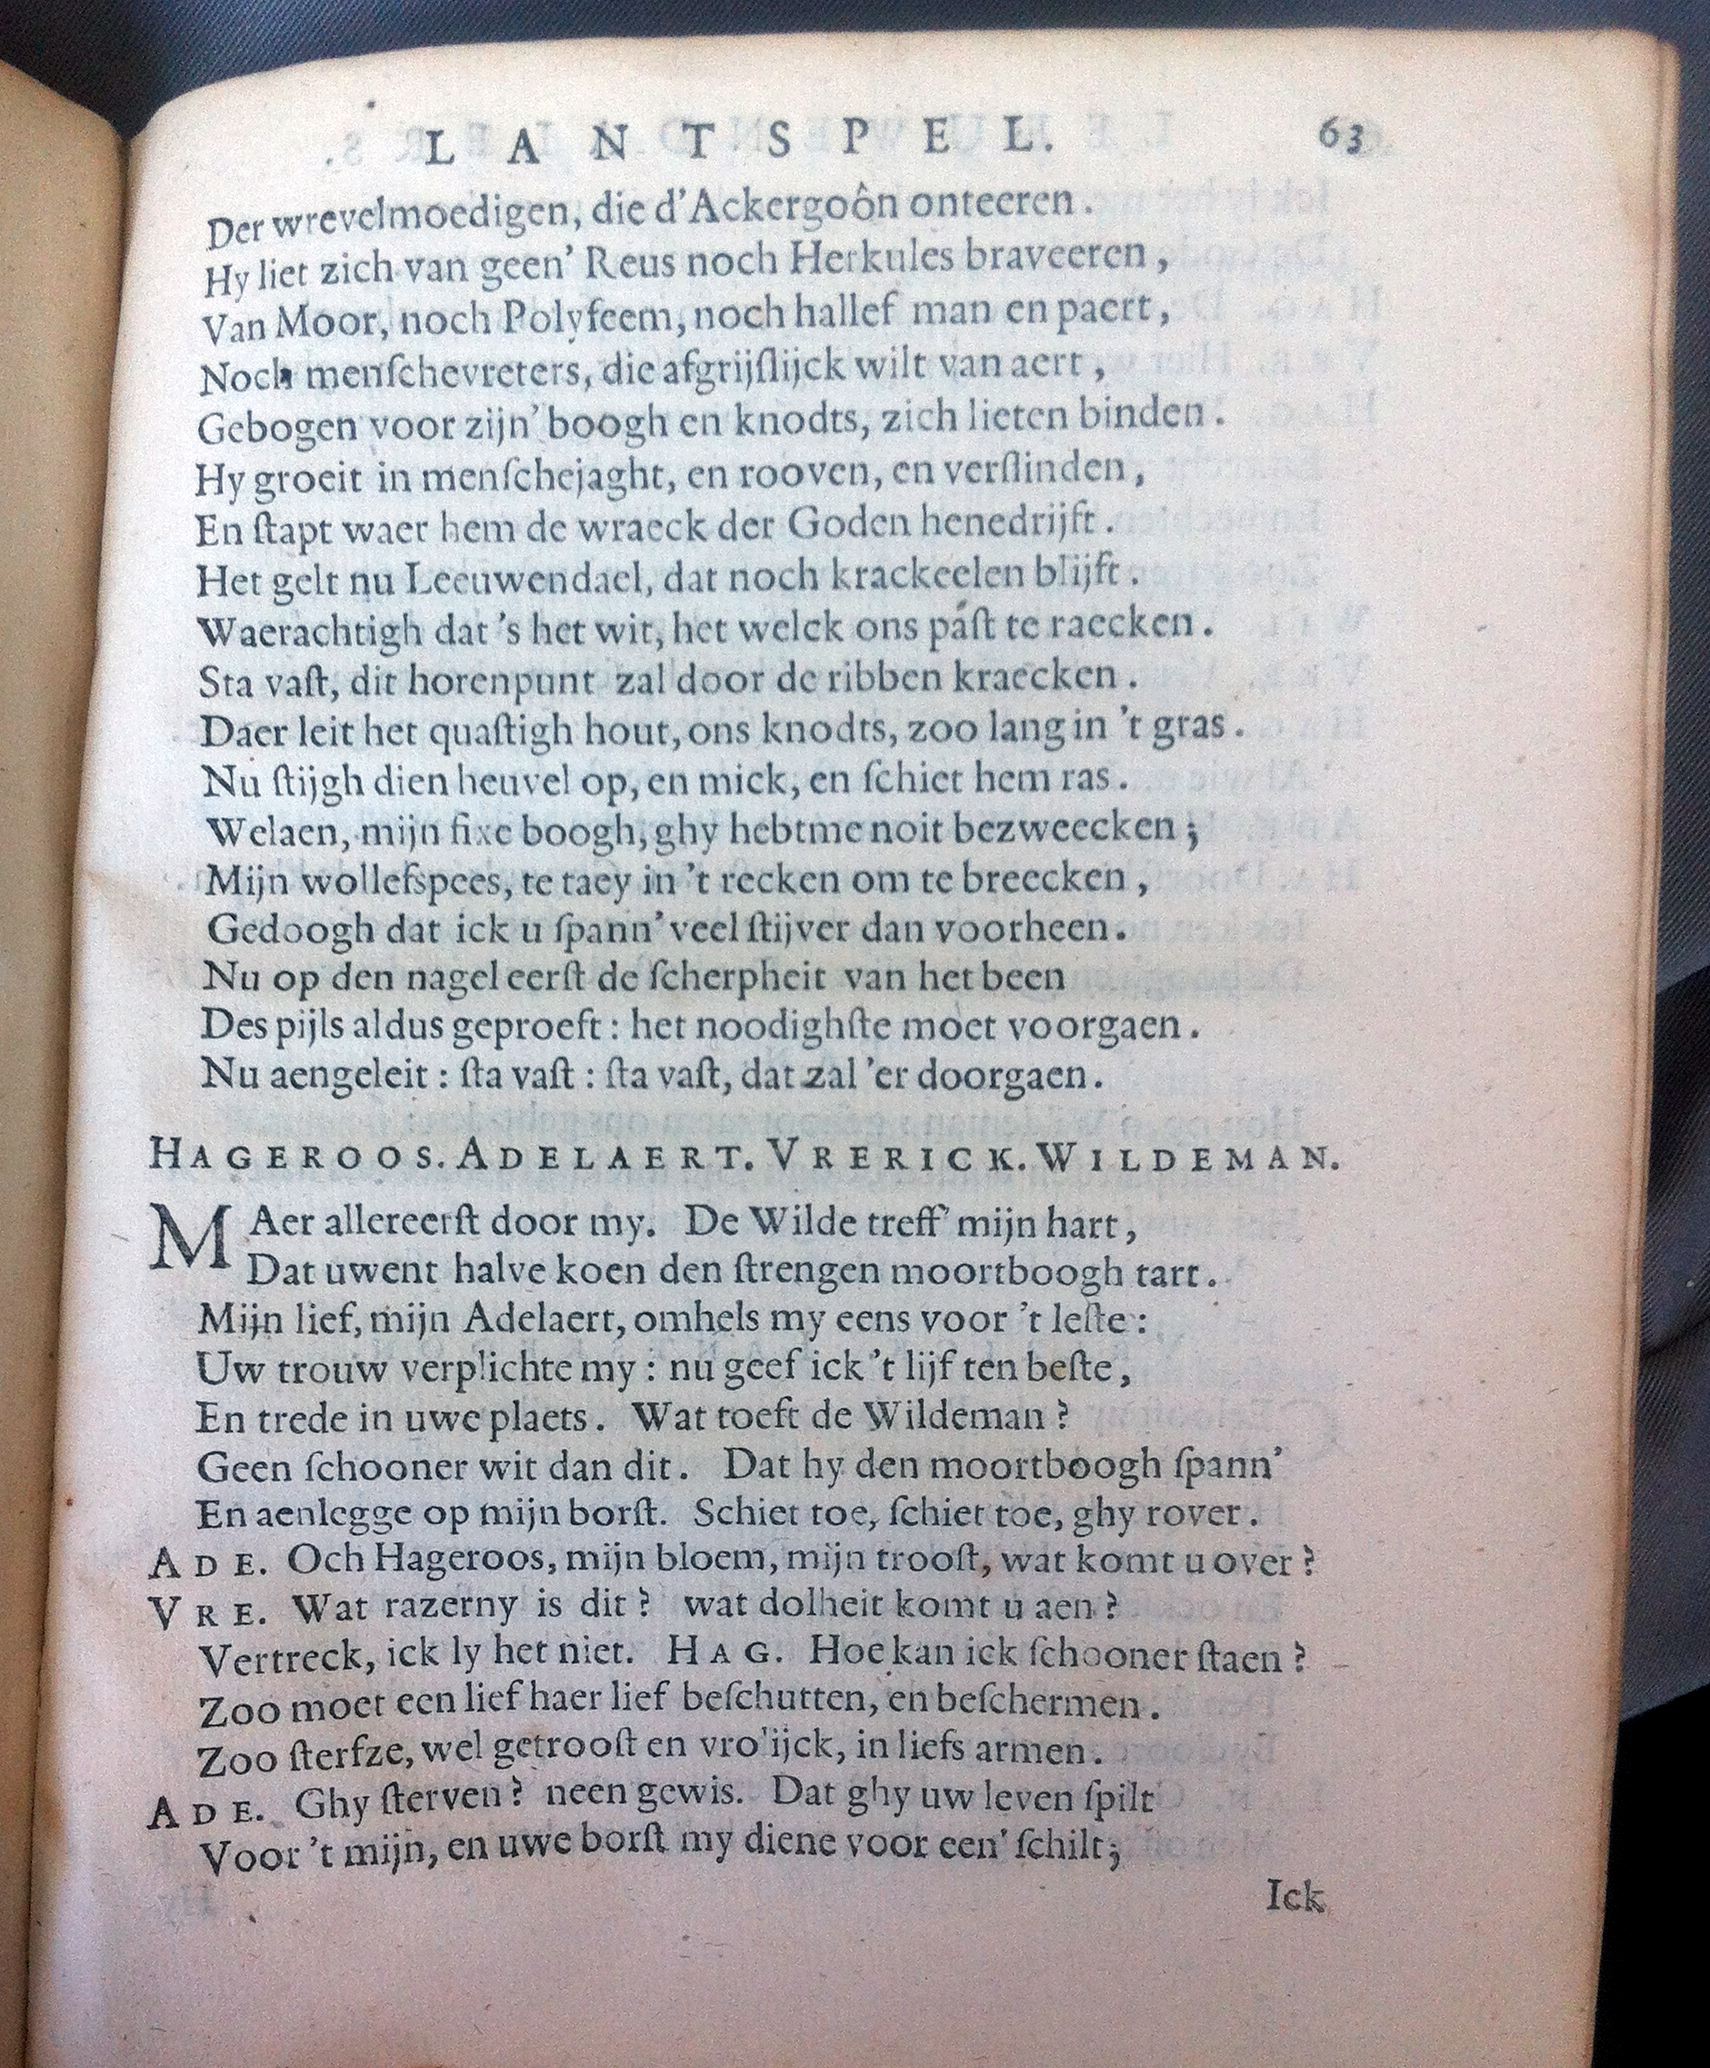 LANTSPEL. 63
Der wrevelmoedigen, die d'Ackergoôn onteeren.
Hy liet zich van geen' Reus noch Herkules braveeren,
Van Moor, noch Polyfeem, noch hallef man en paert,
Noch menſchevreters, die afgrijſlijck wilt van aert,
Gebogen voor zijn' boogh en knodts, zich lieten binden.
Hy groeit in menſchejaght, en rooven, en verſlinden,
En ſtapt waer hem de wraeck der Goden henedrijft.
Het gelt nu Leeuwendael, dat noch krackeelen blijft.
Waerachtigh dat 's het wit, het welck ons páſt te raecken.
Sta vaſt, dit horenpunt zal door de ribben kraecken.
Daer leit het quaſtigh hout, ons knodts, zoo lang in 't gras.
Nu ſtijgh dien heuvel op, en mick, en ſchiet hem ras.
Welaen, mijn fixe boogh, ghy hebtme noit bezweecken;
Mijn wollefspees, te taey in 't recken om te breecken,
Gedoogh dat ick u ſpann' veel ſtijver dan voorheen.
Nu op den nagel eerſt de ſcherpheit van het been
Des pijls aldus geproeft: het noodighſte moet voorgaen.
Nu aengeleit: ſta vaſt: ſta vaſt, dat zal 'er doorgaen.
HAGEROOS. ADELAERT. VRERICK. WILDEMAN.
MAer allereerſt door my. De Wilde treff' mijn hart,
Dat uwent halve koen den ſtrengen moortboogh tart.
Mijn lief, mijn Adelaert, omhels my eens voor 't leſte:
Uw trouw verplichte my: nu geef ick 't lijf ten beſte,
En trede in uwe plaets. Wat toeft de Wildeman?
Geen ſchooner wit dan dit. Dat hy den moortboogh ſpann'
En aenlegge op mijn borſt. Schiet toe, ſchiet toe, ghy rover.
ADE. Och Hageroos, mijn bloem, mijn trooſt, wat komt u over?
VRE. Wat razerny is dit? wat dolheit komt u aen?
Vertreck, ick ly het niet. HAG. Hoe kan ick ſchooner ſtaen?
Zoo moet een lief haer lief beſchutten, en beſchermen.
Zoo ſterfze, wel getrooſt en vrolijck, in liefs armen.
ADE. Ghy ſterven? neen gewis. Dat ghy uw leven ſpilt
Voor 't mijn, en uwe borſt my diene voor een' ſchilt;
Ick